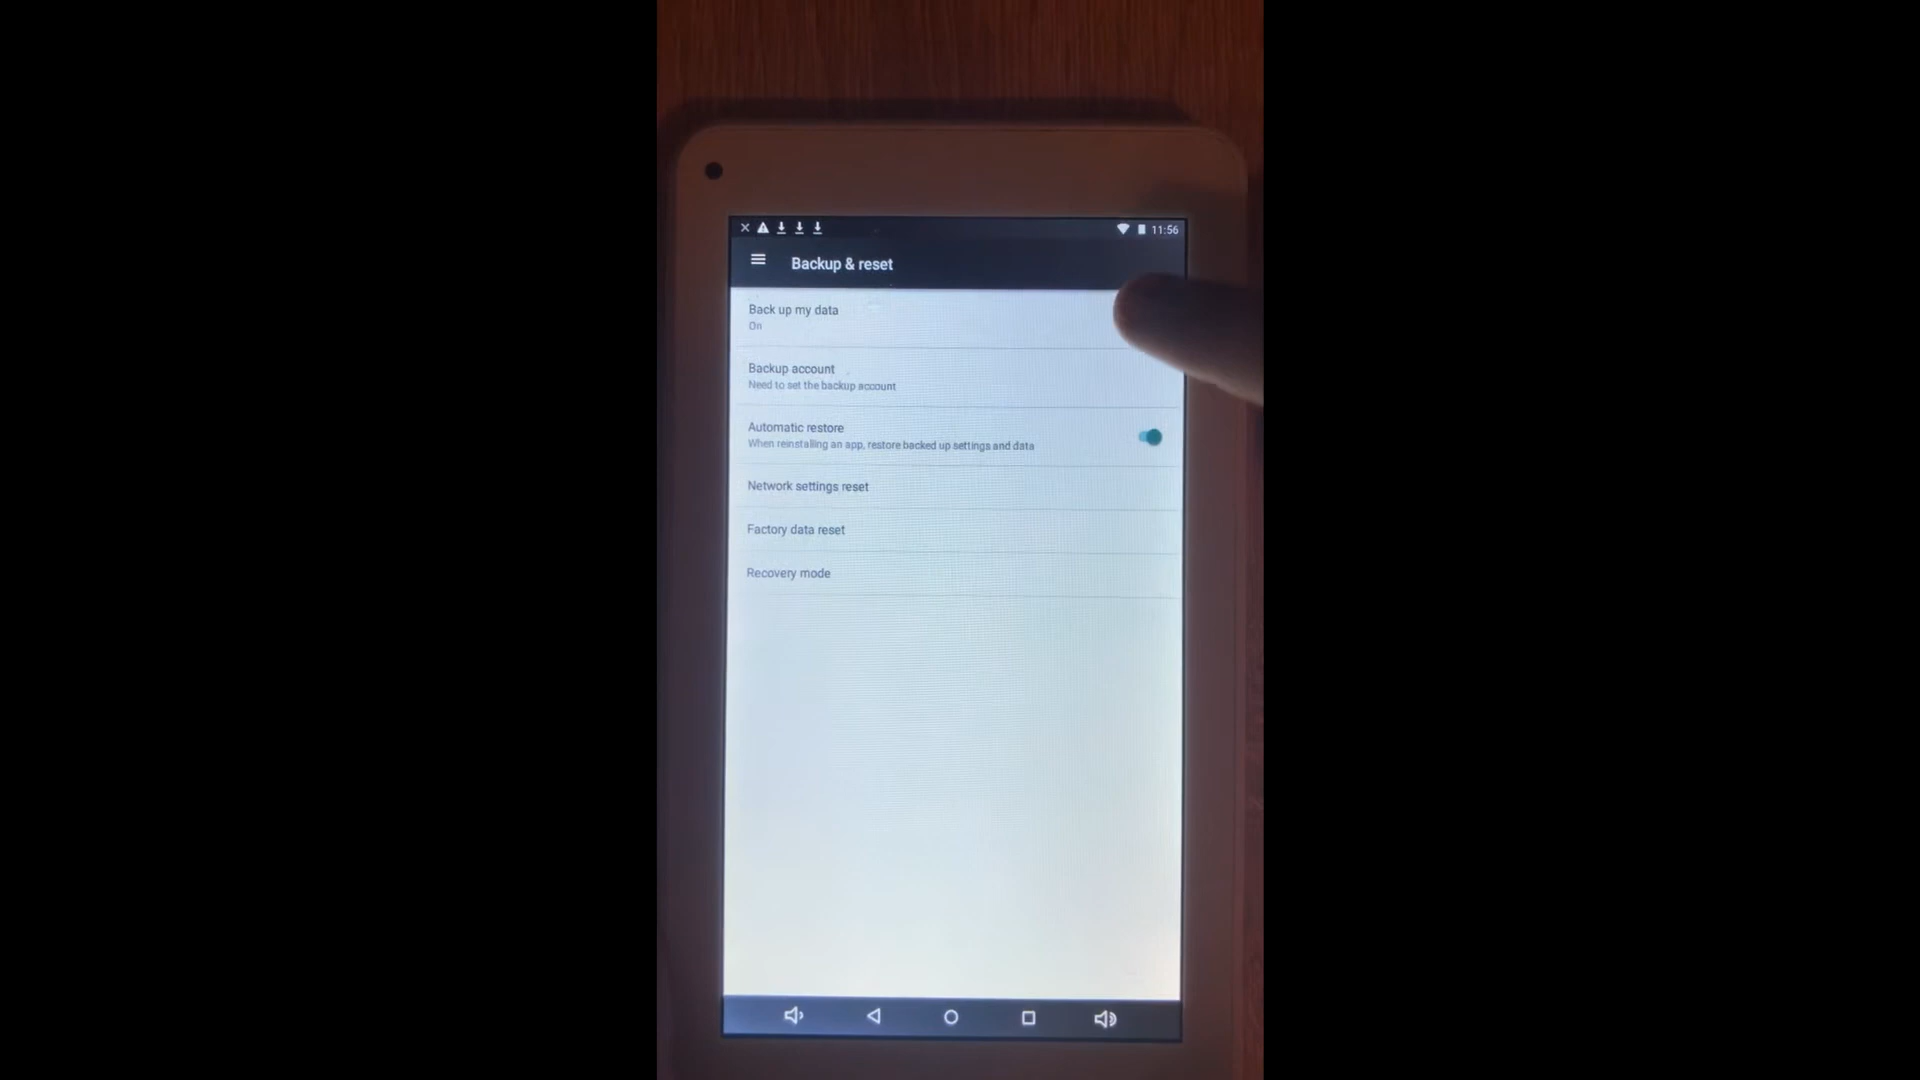 11:56
Backup & reset
Back up my data
On
Backup account
Need to set the backup account
Automatic restore
When reinstalling an app, restore backed up settings and data
Network settings reset
Factory data reset
Recovery mode